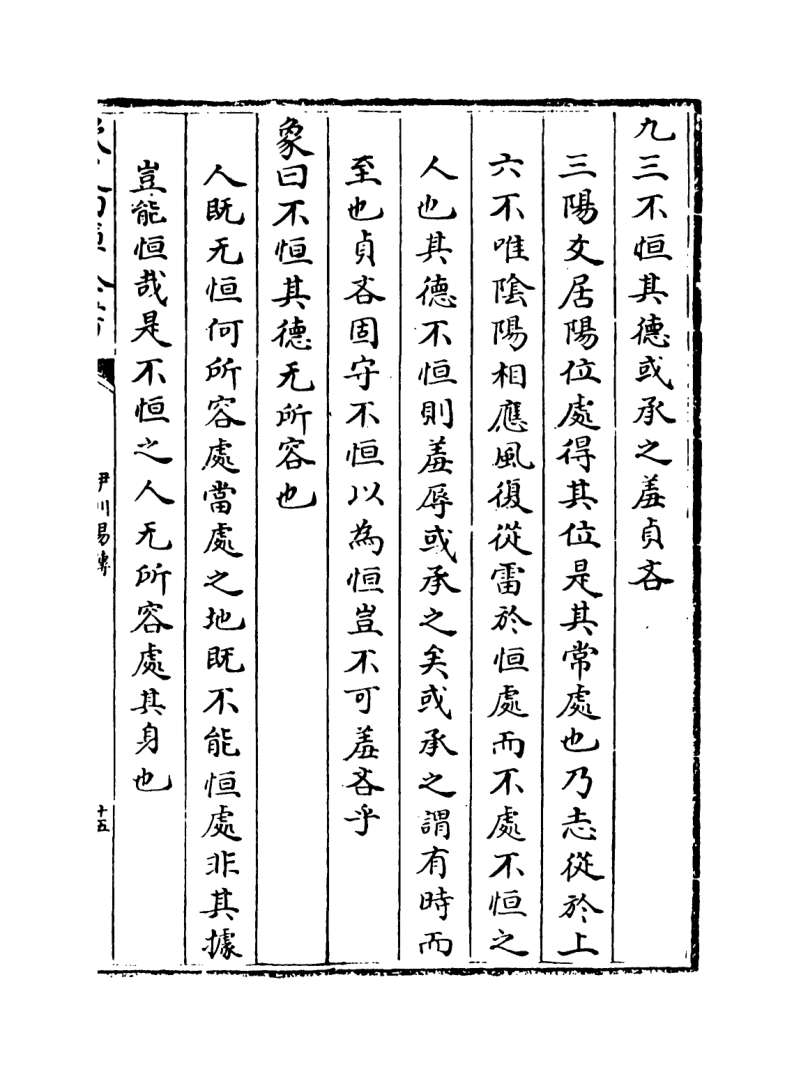 九三不恒其德或承之羞貞吝
三陽爻居陽位處得其位是其常處也乃志從於上
六不唯陰陽相應風復從雷於恒處而不處不恒之
人也其德不恒則羞辱或承之矣或承之謂有時而
至也貞吝固守不恒以為恒豈不可羞吝乎
象曰不恒其德无所容也
人既无恒何所容處當處之地既不能恒處非其據
豈能恒哉是不恒之人无所容處其身也
伊川易傳
十五